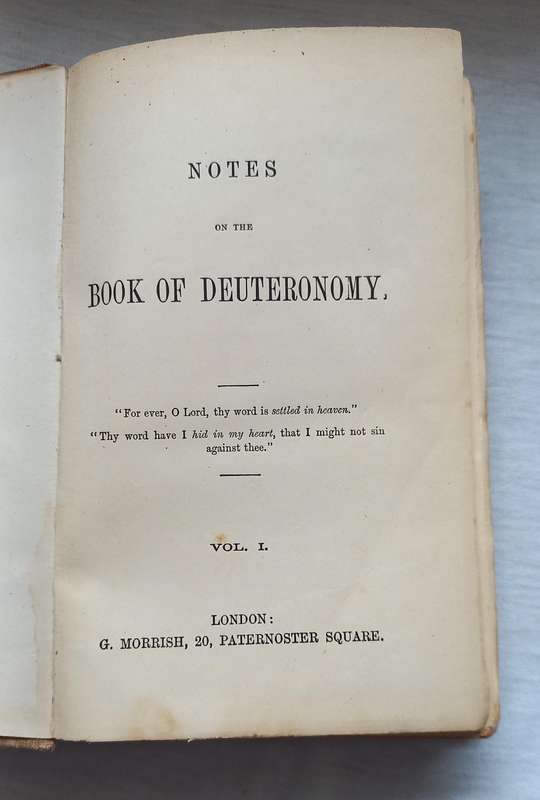 NOTES
ON THE
BOOK OF DEUTERONOMY.
"For ever, O Lord, thy word is settled in heaven."
"Thy word have I hid in my heart, that I might not sin
against thee."
VOL. I.
LONDON:
G. MORRISH, 20, PATERNOSTER SQUARE.